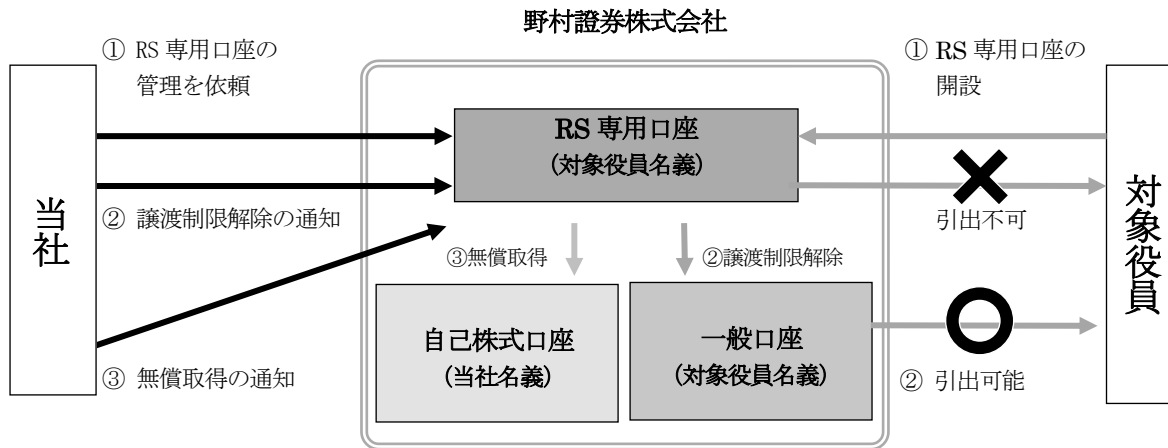 野村證券株式会社
① RS 専用口座の
管理を依頼
① RS 専用口座の
開設
RS 専用口座
(対象役員名義)
当社
対象役員
② 譲渡制限解除の通知
引出不可
③無償取得
②譲渡制限解除
自己株式口座
(当社名義)
一般口座
(対象役員名義)
③ 無償取得の通知
② 引出可能